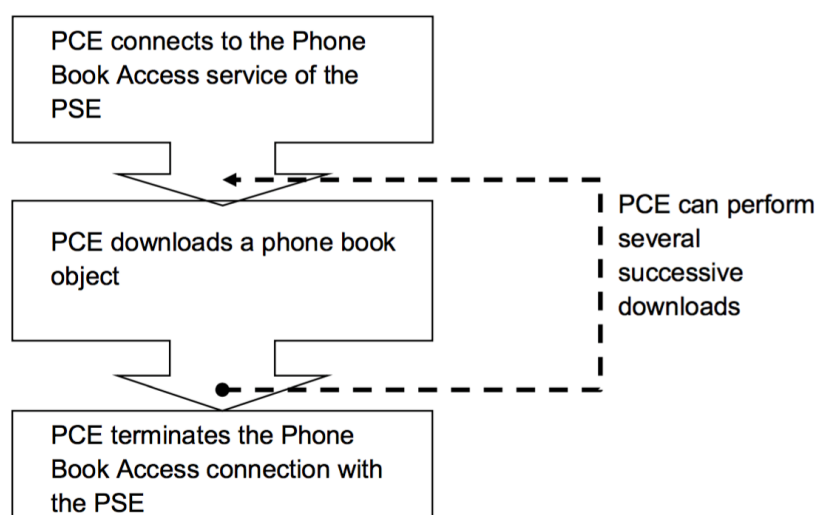 PCE connects to the Phone
Book Access service of the
PSE
PCE downloads a phone book
object
PCE can perform
several
successive
downloads
PCE terminates the Phone
Book Access connection with
the PSE